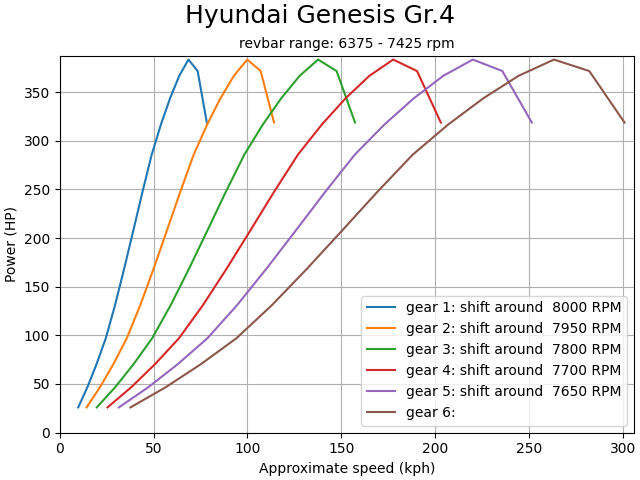 Hyundai Genesis Gr.4
revbar range: 6375 - 7425 rpm
Power (HP)
350
300
250
200
150
100
50
0
gear 1: shift around  8000 RPM
gear 2: shift around  7950 RPM
gear 3: shift around  7800 RPM
gear 4: shift around  7700 RPM
gear 5: shift around  7650 RPM
gear 6:
0 50 100 150 200 250 300
Approximate speed (kph)